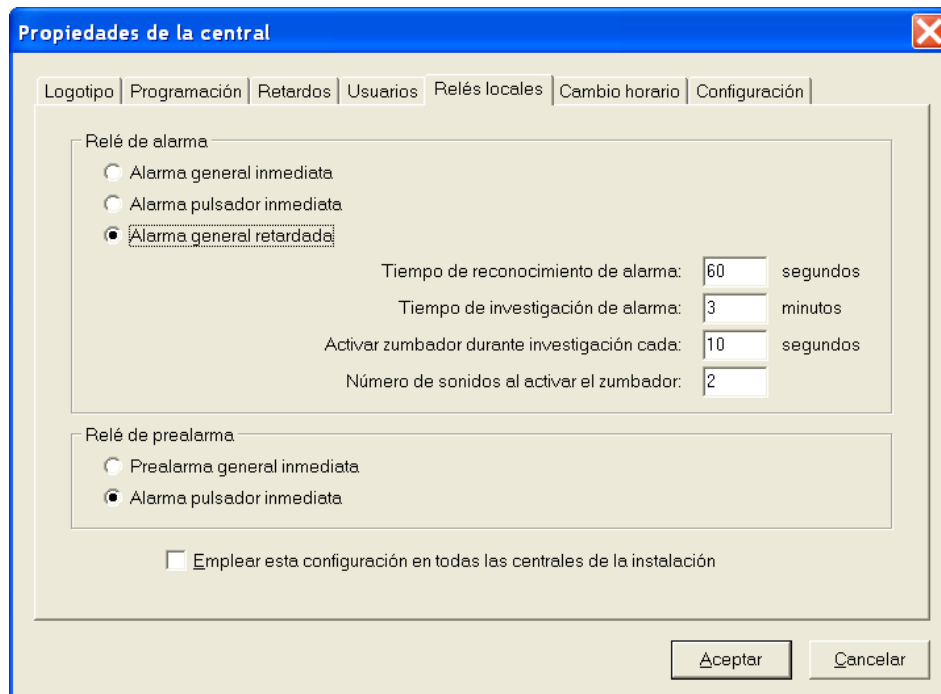 Propiedades de la central
Logotipo Programación Retardos Usuarios Relés locales Cambio horario Configuración
Relé de alarma
Alarma general inmediata
Alarma pulsador inmediata
Alarma general retardada
Tiempo de reconocimiento de alarma: 60 segundos
Tiempo de investigación de alarma: 3 minutos
Activar zumbador durante investigación cada: 10 segundos
Número de sonidos al activar el zumbador: 2
Relé de prealarma
Prealarma general inmediata
Alarma pulsador inmediata
Emplear esta configuración en todas las centrales de la instalación
Aceptar Cancelar